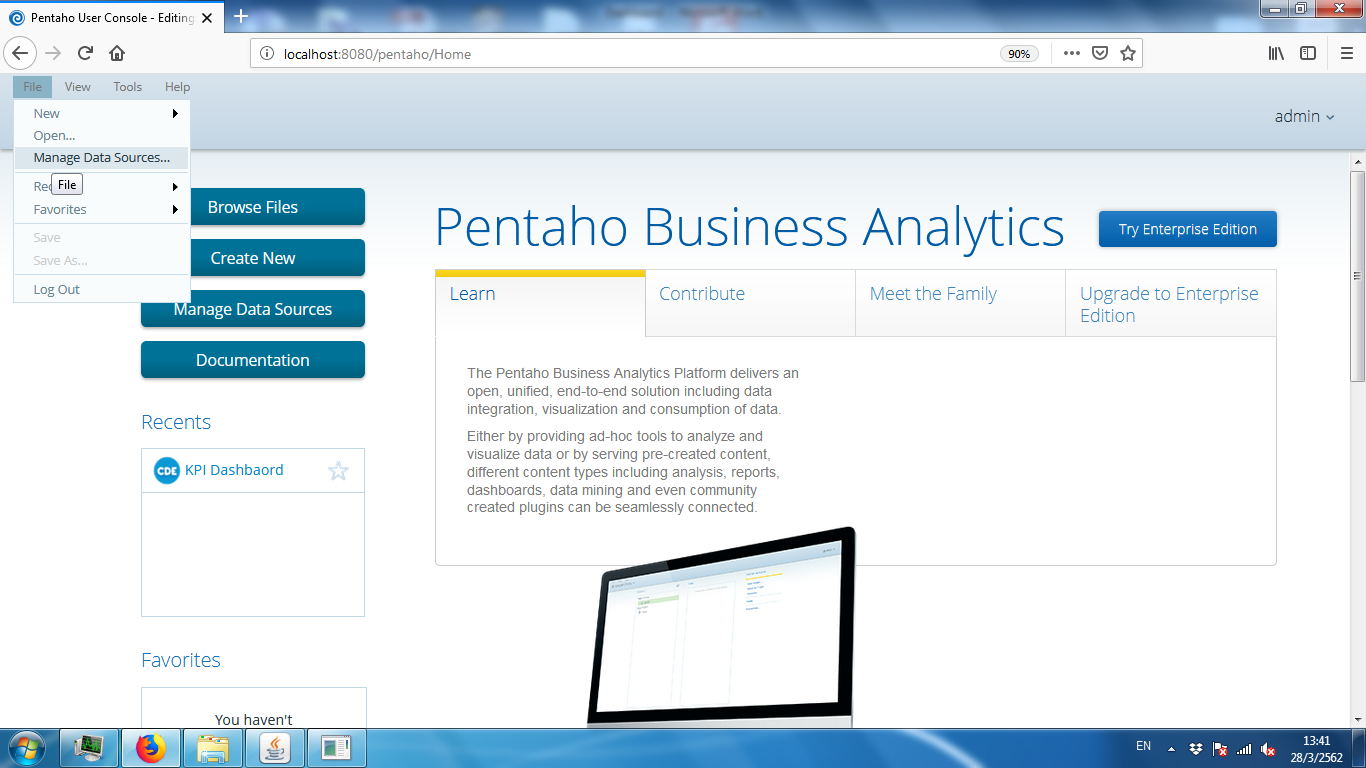 Pentaho User Console - Editing
localhost:8080/pentaho/Home
90%
File View Tools Help
New
Open...
Manage Data Sources...
File
Favorites
Save
Save As...
Log Out
admin
Browse Files
Create New
Manage Data Sources
Documentation
Recents
CDE KPI Dashbaord
Favorites
You haven't
Pentaho Business Analytics
Try Enterprise Edition
Learn
Contribute
Meet the Family
Upgrade to Enterprise
Edition
The Pentaho Business Analytics Platform delivers an
open, unified, end-to-end solution including data
integration, visualization and consumption of data.
Either by providing ad-hoc tools to analyze and
visualize data or by serving pre-created content,
different content types including analysis, reports,
dashboards, data mining and even community
created plugins can be seamlessly connected.
EN
13:41
28/3/2562